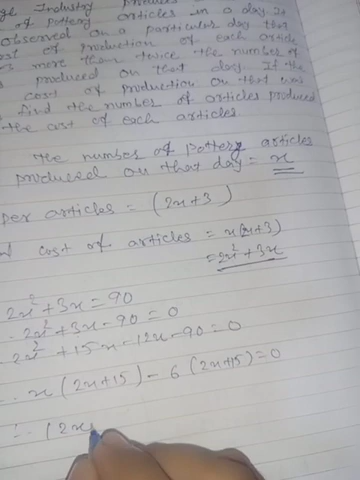 Industry produces
of Pottery articles in a day. It
observed on a particular day that
cost of production of each article
more than twice the number of
produced on that day. If the
cost of production on that was
find the number of articles produced
the cost of each articles
the number of Pottery articles
produced on that day = x
Per articles = (2x+3)
cost of articles = x(x+3)
= 2x²+3x
2x²+3x=90
2x²+3x-90=0
2x²+15x-12x-90=0
∴ x(2x+15)-6(2x+15)=0
∴ (2x